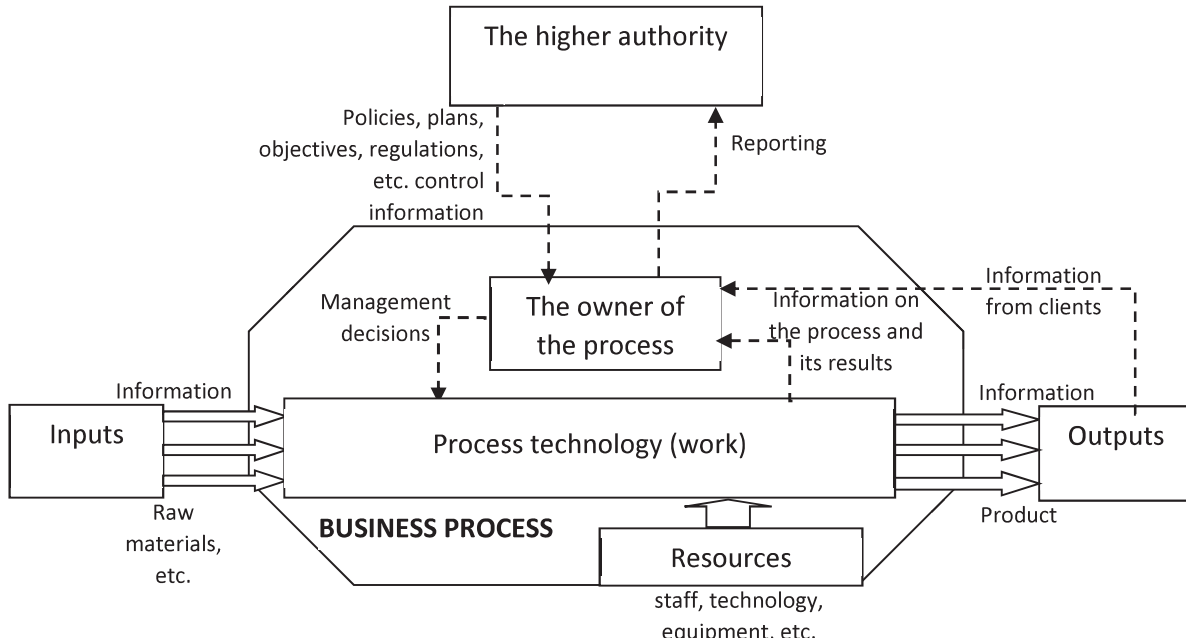 The higher authority
Policies, plans,
objectives, regulations,
etc. control
information
Reporting
The owner of
the process
Management
decisions
Information on
the process and
its results
Information
from clients
Information
Inputs
Raw
materials,
etc.
Process technology (work)
Information
Outputs
Product
BUSINESS PROCESS
Resources
staff, technology,
equipment, etc.